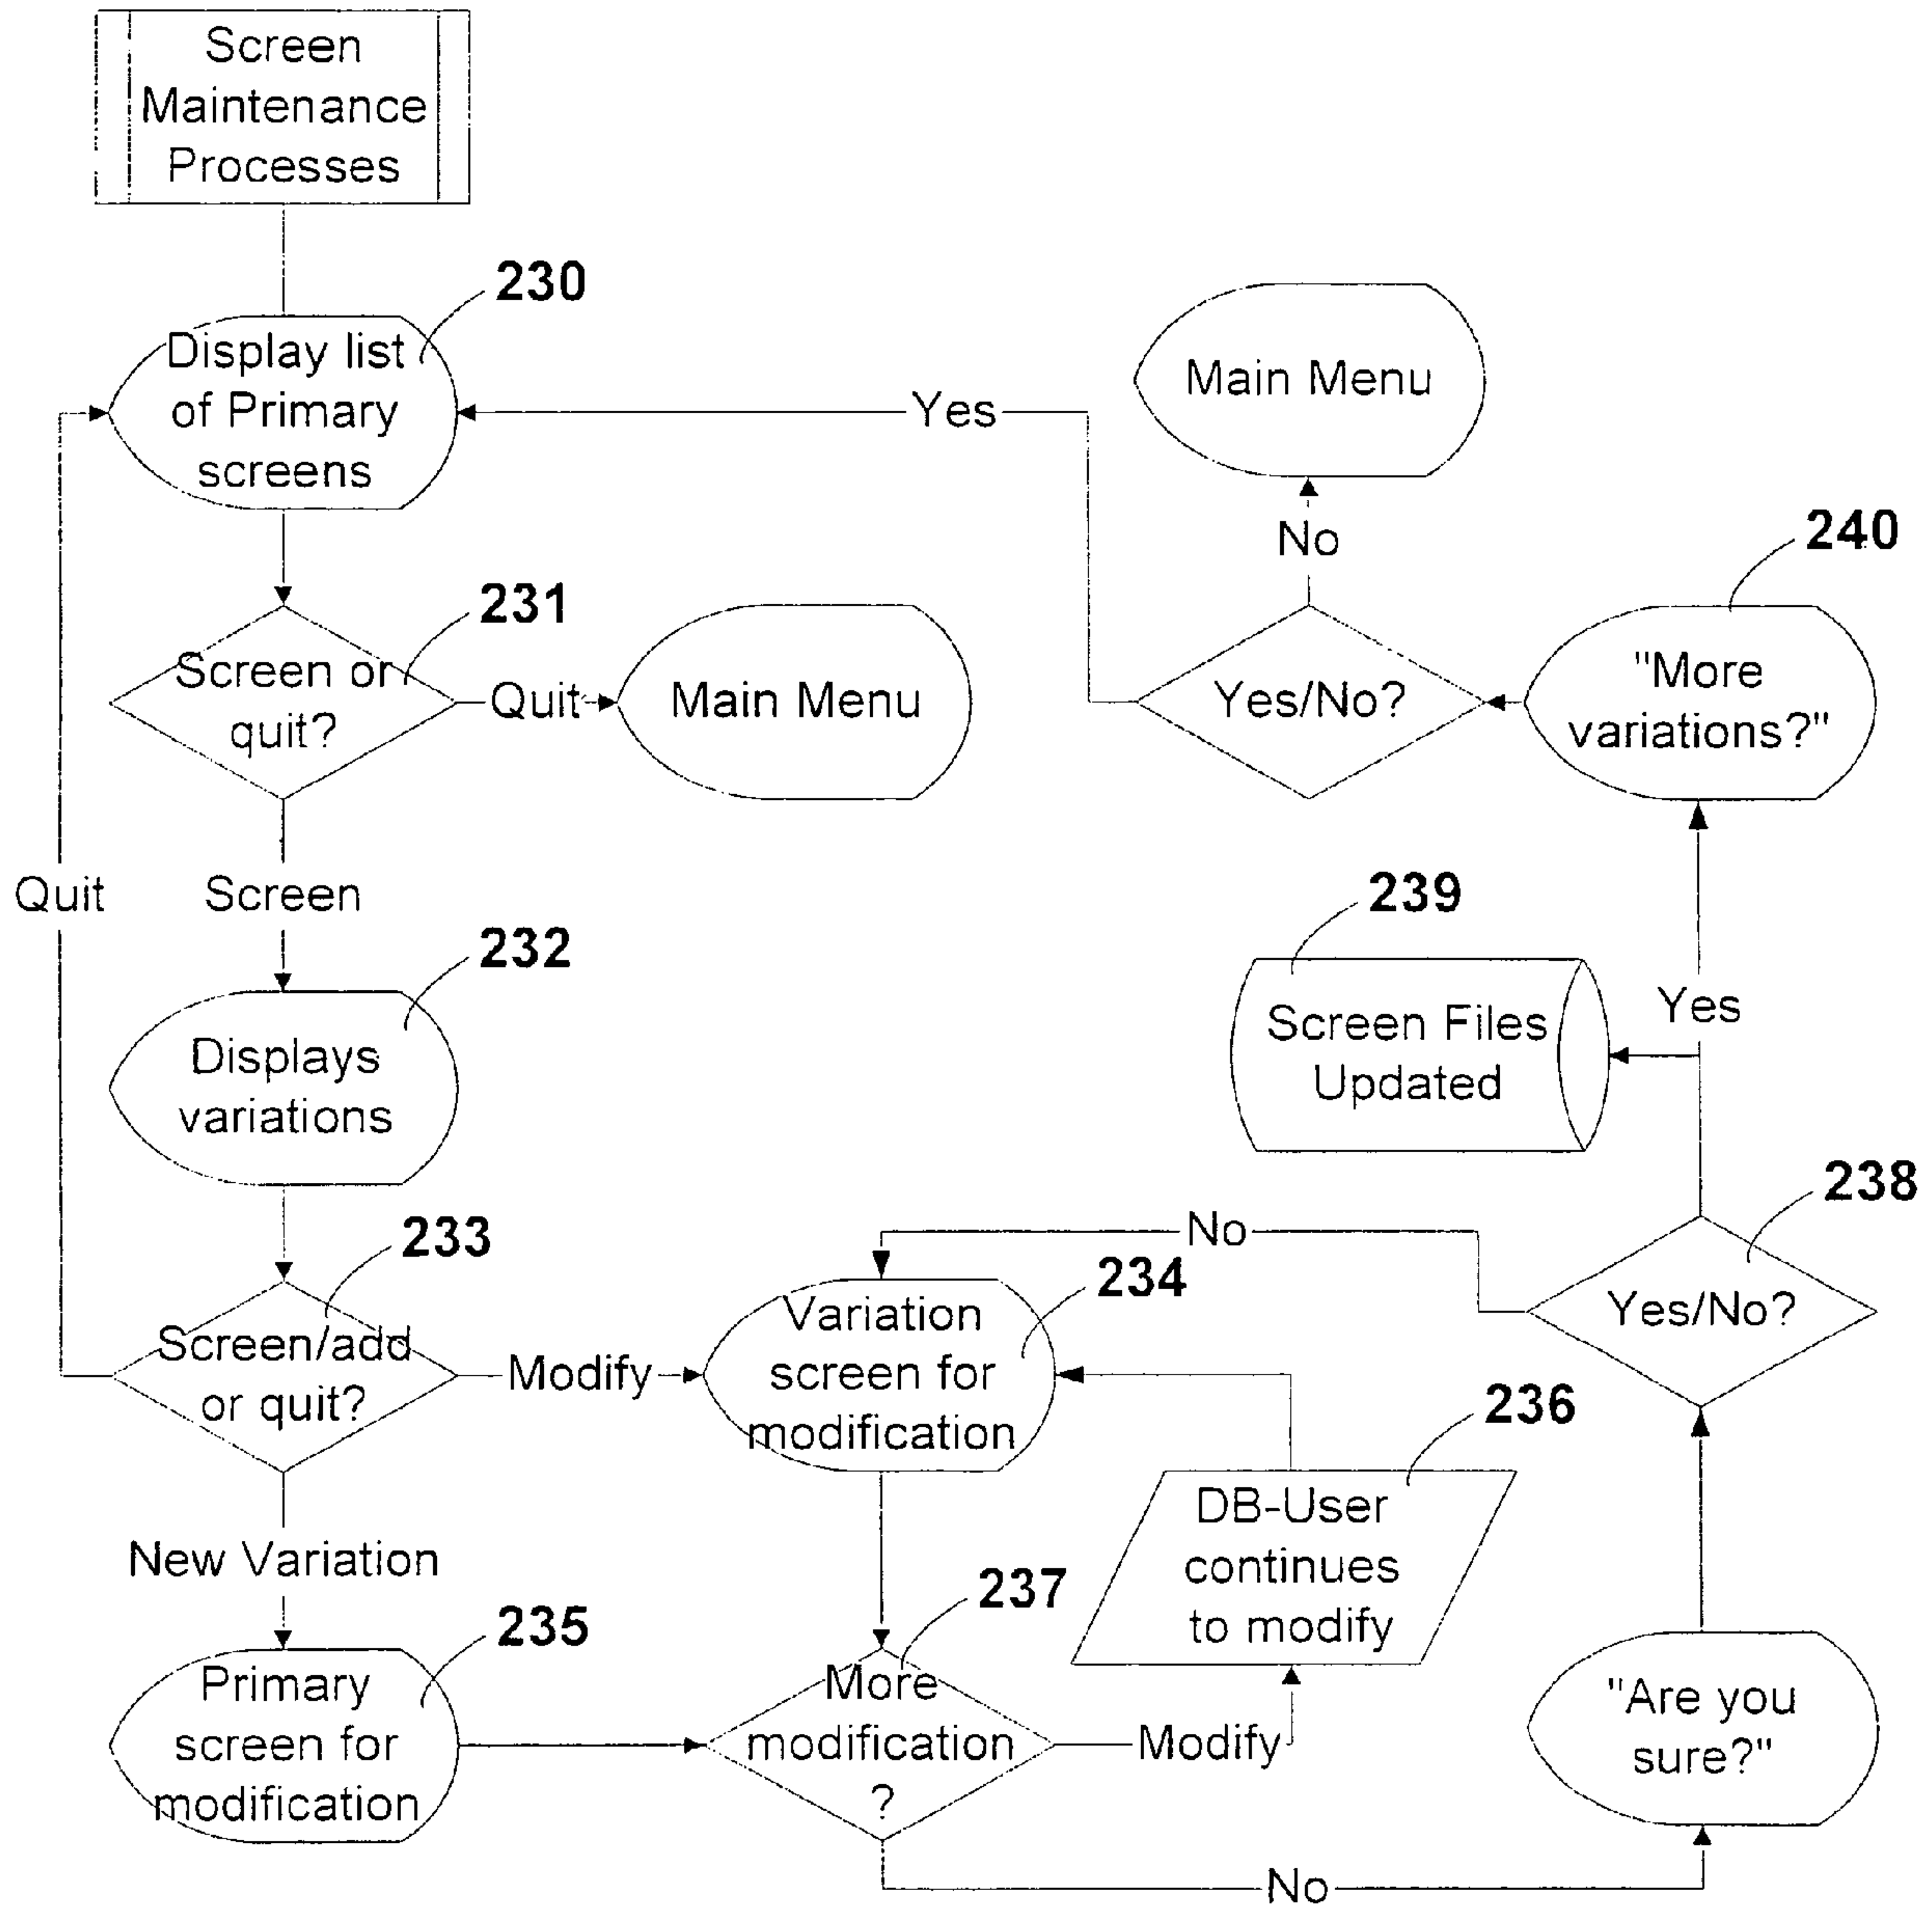 Screen
Maintenance
Processes
230
Display list
of Primary
screens
Yes
Main Menu
No
240
231
Screen or
quit?
Quit
Main Menu
Yes/No?
"More
variations?"
Quit
Screen
239
232
Yes
Screen Files
Updated
Displays
variations
238
233
No
234
Yes/No?
Variation
screen for
modification
Screen/add
or quit?
Modify
236
DB-User
continues
to modify
New Variation
237
235
Primary
screen for
modification
More
modification
?
Modify
"Are you
sure?"
No